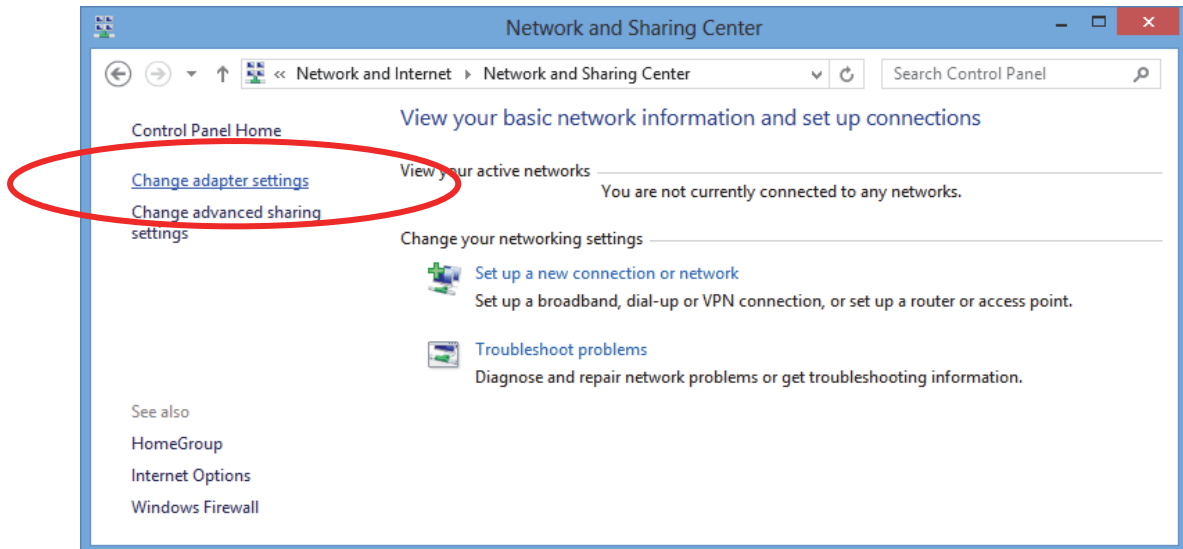 Network and Sharing Center
« Network and Internet ▸ Network and Sharing Center
Search Control Panel
Control Panel Home
Change adapter settings
Change advanced sharing
settings
See also
HomeGroup
Internet Options
Windows Firewall
View your basic network information and set up connections
View your active networks
You are not currently connected to any networks.
Change your networking settings
Set up a new connection or network
Set up a broadband, dial-up or VPN connection, or set up a router or access point.
Troubleshoot problems
Diagnose and repair network problems or get troubleshooting information.